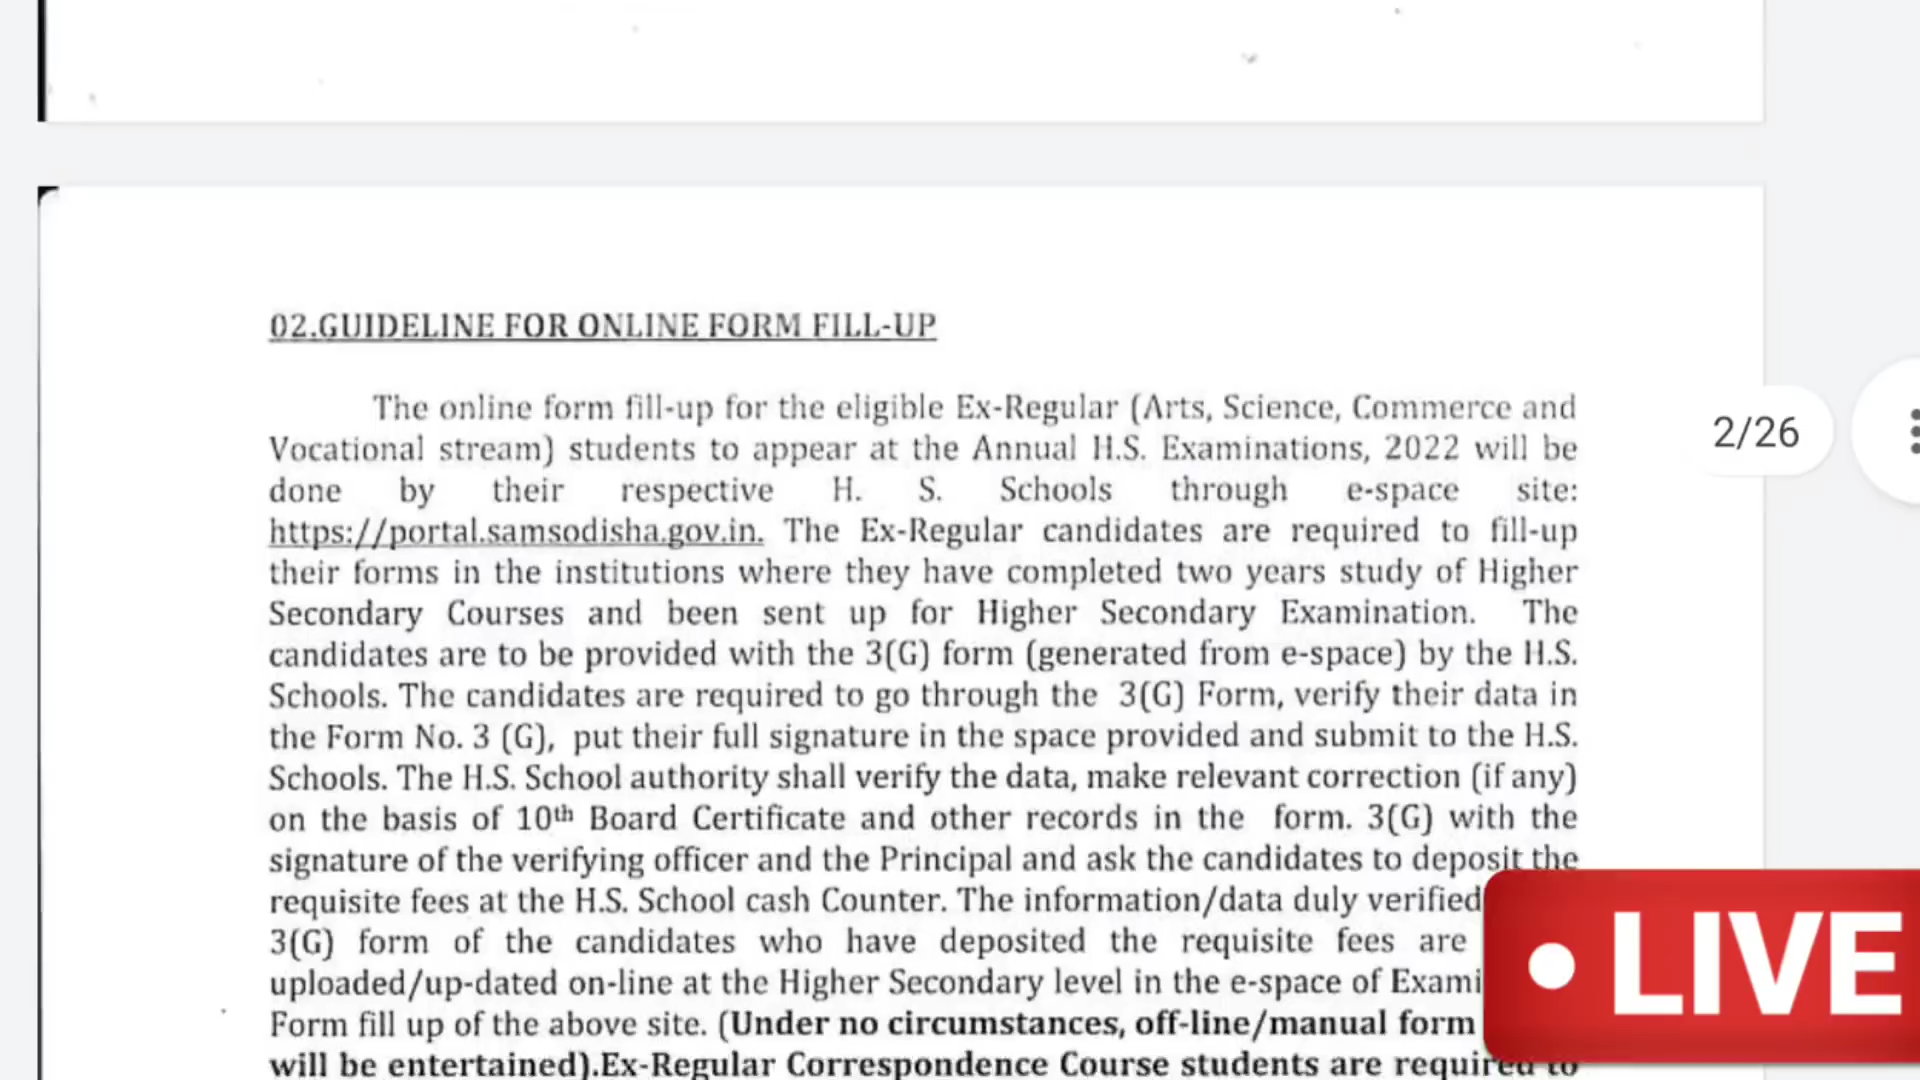 02.GUIDELINE FOR ONLINE FORM FILL-UP
The online form fill-up for the eligible Ex-Regular (Arts, Science, Commerce and
Vocational stream) students to appear at the Annual H.S. Examinations, 2022 will be
done by their respective H. S. Schools through e-space site:
https://portal.samsodisha.gov.in. The Ex-Regular candidates are required to fill-up
their forms in the institutions where they have completed two years study of Higher
Secondary Courses and been sent up for Higher Secondary Examination. The
candidates are to be provided with the 3(G) form (generated from e-space) by the H.S.
Schools. The candidates are required to go through the 3(G) Form, verify their data in
the Form No. 3 (G), put their full signature in the space provided and submit to the H.S.
Schools. The H.S. School authority shall verify the data, make relevant correction (if any)
on the basis of 10th Board Certificate and other records in the form. 3(G) with the
signature of the verifying officer and the Principal and ask the candidates to deposit the
requisite fees at the H.S. School cash Counter. The information/data duly verified
3(G) form of the candidates who have deposited the requisite fees are
uploaded/up-dated on-line at the Higher Secondary level in the e-space of Exami
Form fill up of the above site. (Under no circumstances, off-line/manual form
will be entertained).Ex-Regular Correspondence Course students are required to
2/26
LIVE